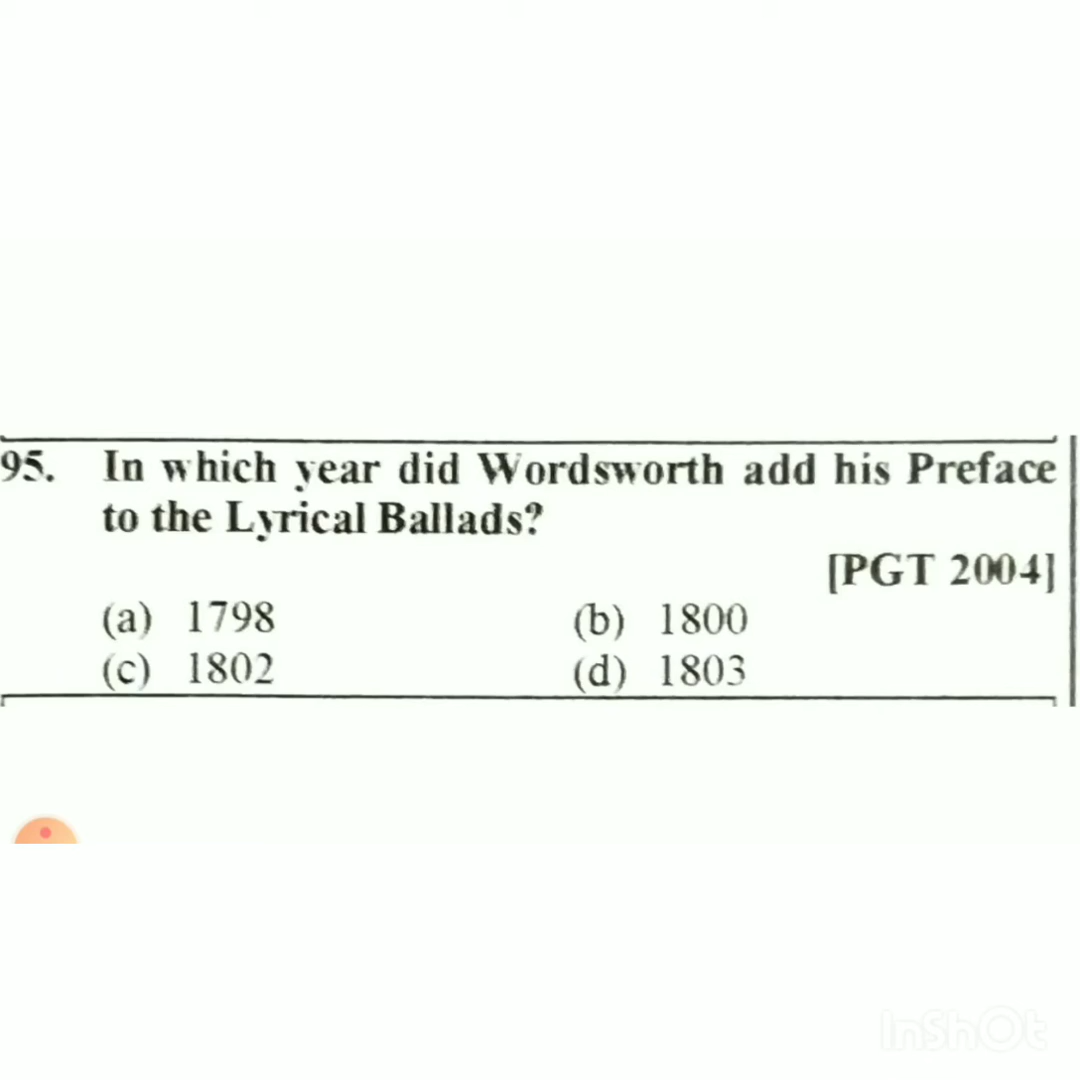 95. In which year did Wordsworth add his Preface
to the Lyrical Ballads?
[PGT 2004]
(a) 1798 (b) 1800
(c) 1802 (d) 1803
InShOt